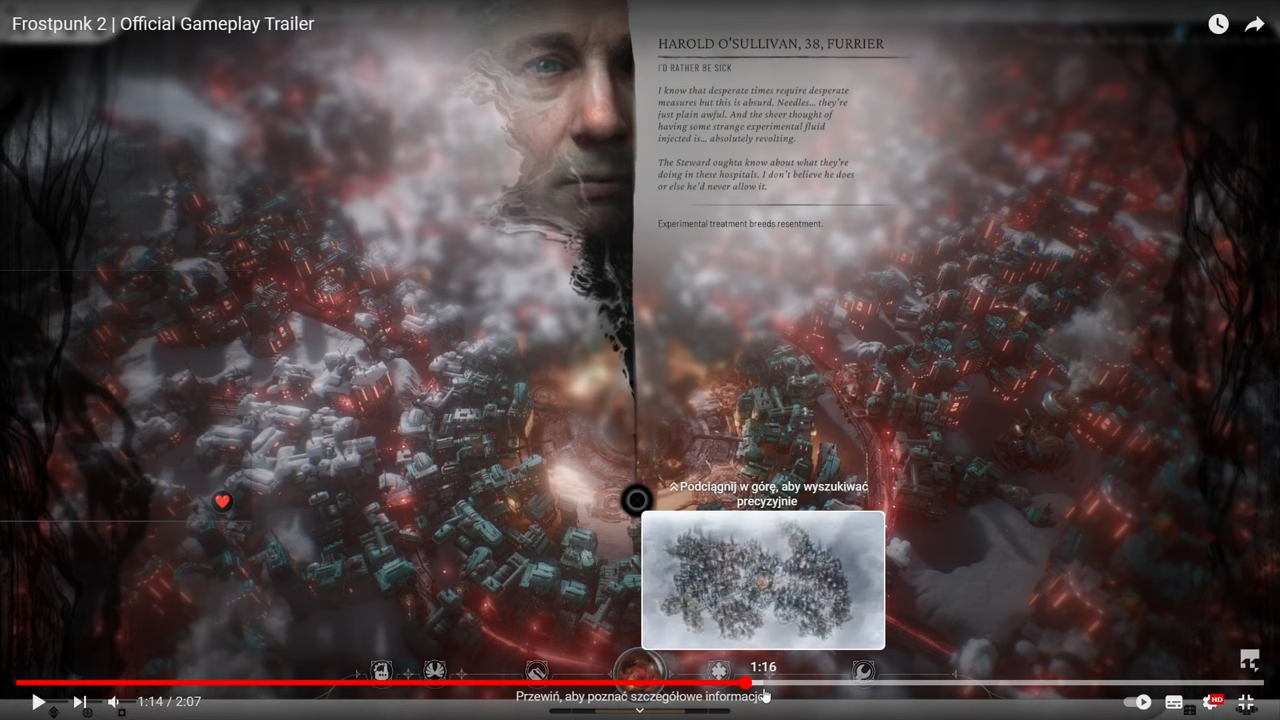 Frostpunk 2 | Official Gameplay Trailer
HAROLD O'SULLIVAN, 38, FURRIER
I'D RATHER BE SICK
I know that desperate times require desperate
measures but this is absurd. Needles... they're
just plain awful. And the sheer thought of
having some strange experimental fluid
injected is... absolutely revolting.
The Steward oughta know about what they're
doing in these hospitals. I don't believe he does
or else he'd never allow it.
Experimental treatment breeds resentment.
Podciągnij w górę, aby wyszukiwać
precyzyjnie
1:16
Przewiń, aby poznać szczegółowe informacje
1:14 / 2:07
HD